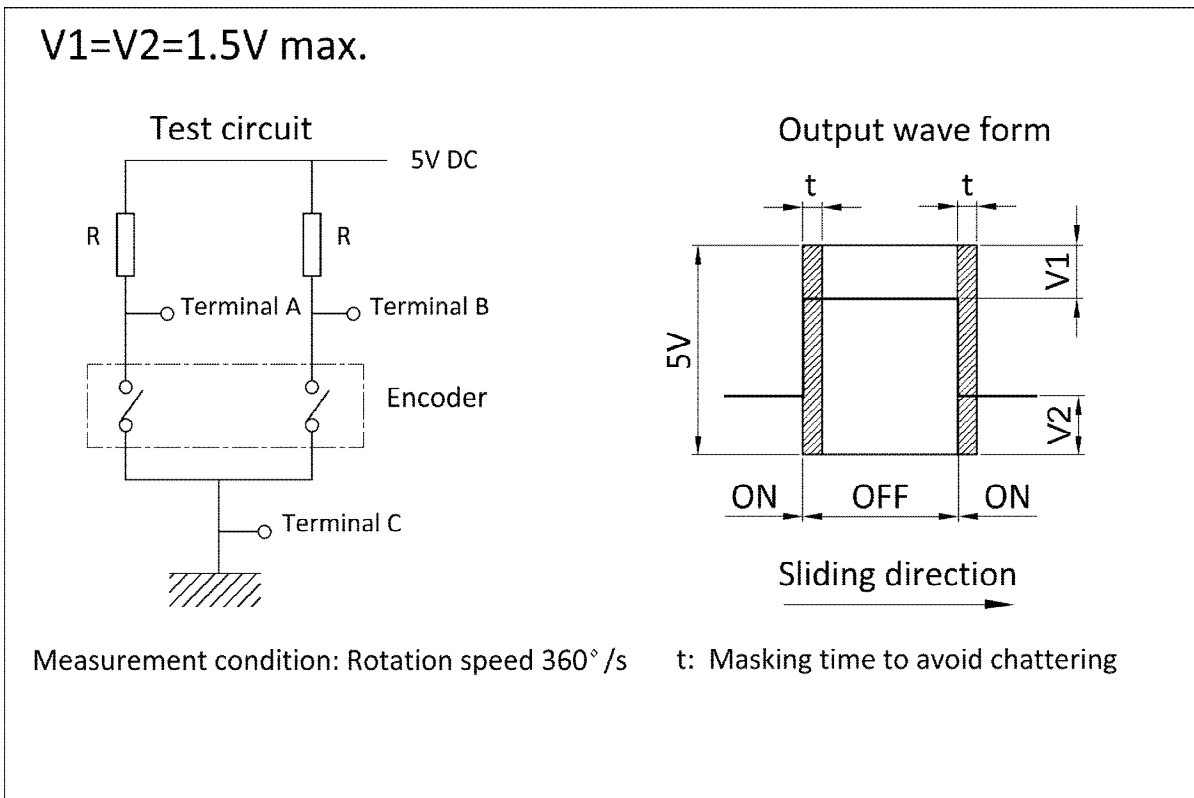 V1=V2=1.5V max.
Test circuit
5V DC
R
R
Terminal A
Terminal B
Encoder
Terminal C
Output wave form
t
t
5V
V1
V2
ON
OFF
ON
Sliding direction
Measurement condition: Rotation speed 360°/s
t: Masking time to avoid chattering